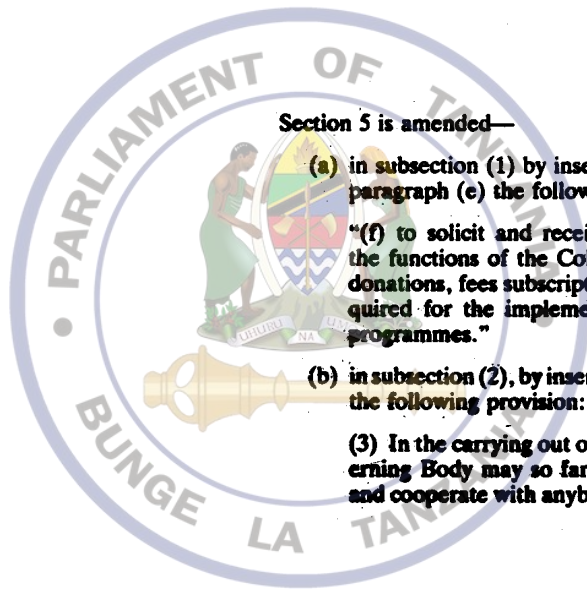 PARLIAMENT OF TANZANIA
Section 5 is amended—
(a) in subsection (1) by inse
paragraph (e) the follow
"(f) to solicit and recei
the functions of the Col
donations, fees subscript
quired for the impleme
programmes."
UHURU NA
(b) in subsection (2), by inser
the following provision:
(3) In the carrying out o
erning Body may so far
and cooperate with anyb
BUNGE LA TANZANIA